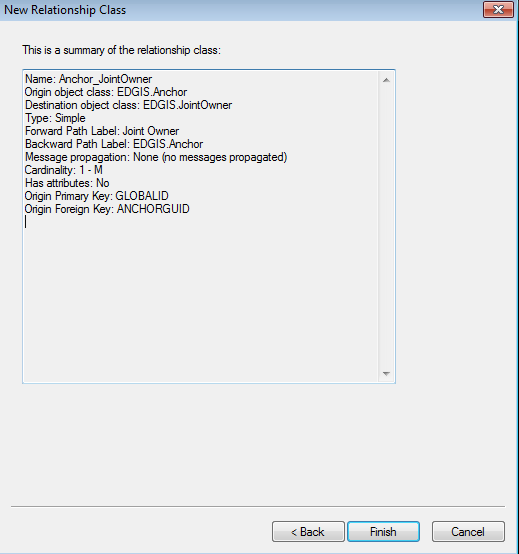 New Relationship Class
This is a summary of the relationship class:
Name: Anchor_JointOwner
Origin object class: EDGIS.Anchor
Destination object class: EDGIS.JointOwner
Type: Simple
Forward Path Label: Joint Owner
Backward Path Label: EDGIS.Anchor
Message propagation: None (no messages propagated)
Cardinality: 1 - M
Has attributes: No
Origin Primary Key: GLOBALID
Origin Foreign Key: ANCHORGUID
< Back Finish Cancel